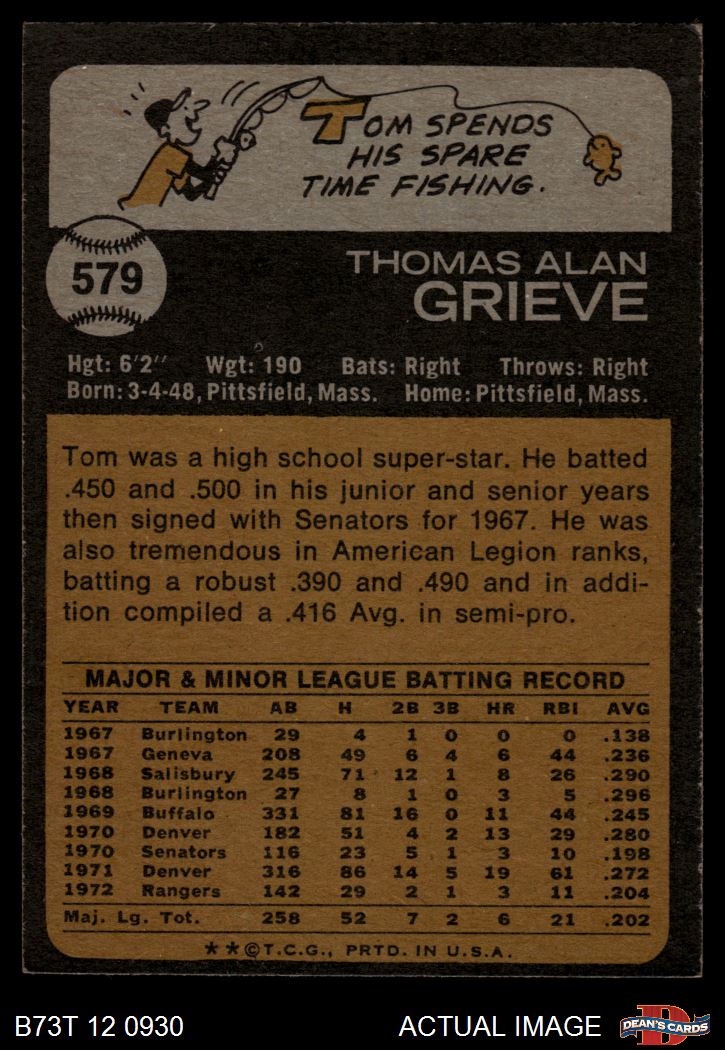 TOM SPENDS
HIS SPARE
TIME FISHING.
579
THOMAS ALAN
GRIEVE
Hgt: 6'2" Wgt: 190 Bats: Right Throws: Right
Born: 3-4-48, Pittsfield, Mass. Home: Pittsfield, Mass.
Tom was a high school super-star. He batted
.450 and .500 in his junior and senior years
then signed with Senators for 1967. He was
also tremendous in American Legion ranks,
batting a robust .390 and .490 and in addi-
tion compiled a .416 Avg. in semi-pro.
MAJOR & MINOR LEAGUE BATTING RECORD
YEAR TEAM AB H 2B 3B HR RBI AVG
1967 Burlington 29 4 1 0 0 0 .138
1967 Geneva 208 49 6 4 6 44 .236
1968 Salisbury 245 71 12 1 8 26 .290
1968 Burlington 27 8 1 0 3 5 .296
1969 Buffalo 331 81 16 0 11 44 .245
1970 Denver 182 51 4 2 13 29 .280
1970 Senators 116 23 5 1 3 10 .198
1971 Denver 316 86 14 5 19 61 .272
1972 Rangers 142 29 2 1 3 11 .204
Maj. Lg. Tot. 258 52 7 2 6 21 .202
**©T.C.G., PRTD. IN U.S.A.
B73T 12 0930 ACTUAL IMAGE D DEAN'S CARDS